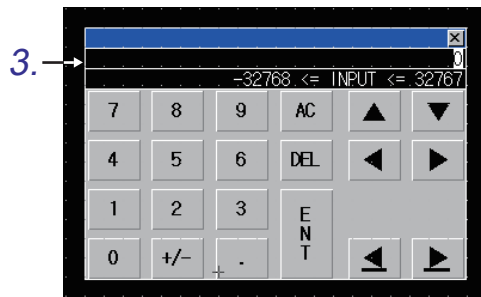 3.
0
-32768 <= INPUT <= 32767
7 8 9 AC
4 5 6 DEL
1 2 3 ENT
0 +/- .